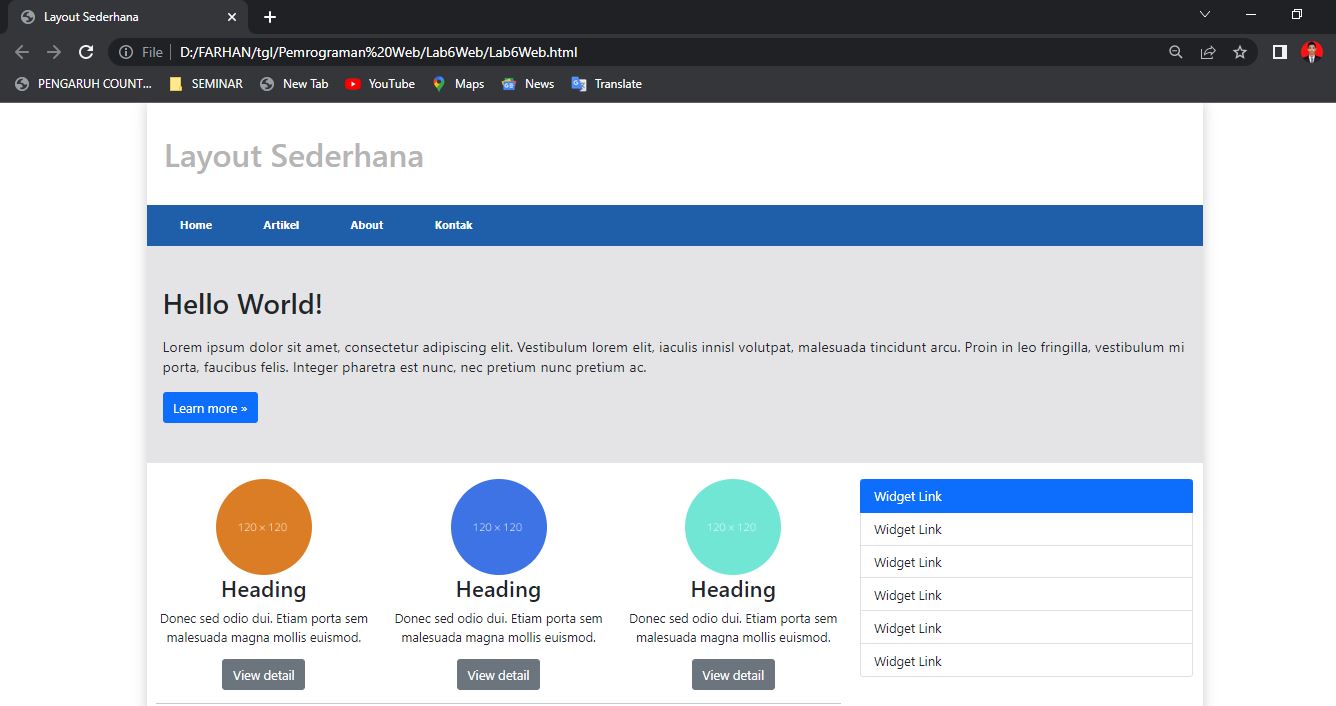 Layout Sederhana
File
D:/FARHAN/tgl/Pemrograman%20Web/Lab6Web/Lab6Web.html
PENGARUH COUNT... SEMINAR New Tab YouTube Maps News Translate
Layout Sederhana
Home Artikel About Kontak
Hello World!
Lorem ipsum dolor sit amet, consectetur adipiscing elit. Vestibulum lorem elit, iaculis innisl volutpat, malesuada tincidunt arcu. Proin in leo fringilla, vestibulum mi
porta, faucibus felis. Integer pharetra est nunc, nec pretium nunc pretium ac.
Learn more »
120 × 120
Heading
Donec sed odio dui. Etiam porta sem
malesuada magna mollis euismod.
View detail
120 × 120
Heading
Donec sed odio dui. Etiam porta sem
malesuada magna mollis euismod.
View detail
120 × 120
Heading
Donec sed odio dui. Etiam porta sem
malesuada magna mollis euismod.
View detail
Widget Link
Widget Link
Widget Link
Widget Link
Widget Link
Widget Link